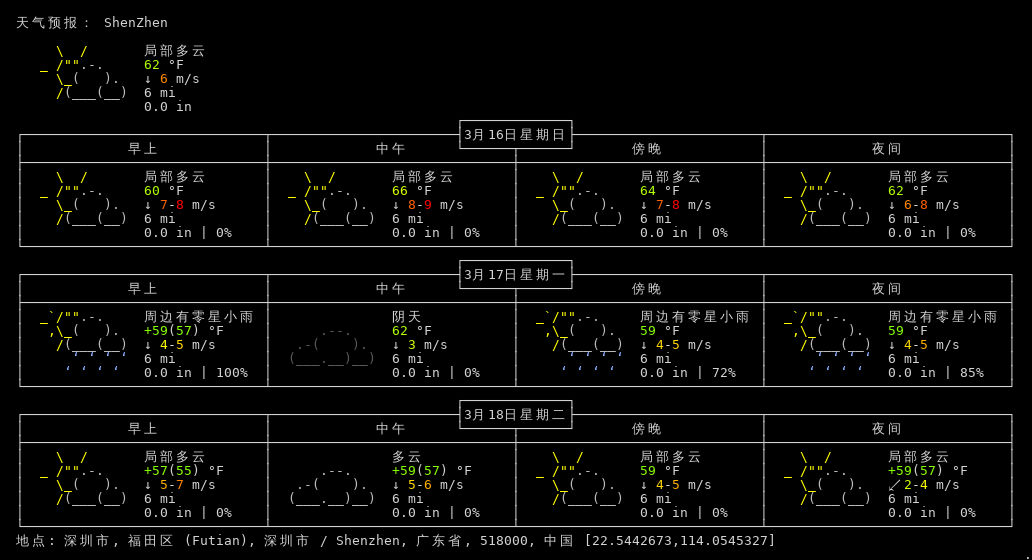 天气预报： ShenZhen
局部多云
62 °F
↓ 6 m/s
6 mi
0.0 in
3月16日星期日
早上 中午 傍晚 夜间
局部多云 局部多云 局部多云 局部多云
60 °F 66 °F 64 °F 62 °F
↓ 7-8 m/s ↓ 8-9 m/s ↓ 7-8 m/s ↓ 6-8 m/s
6 mi 6 mi 6 mi 6 mi
0.0 in | 0% 0.0 in | 0% 0.0 in | 0% 0.0 in | 0%
3月17日星期一
早上 中午 傍晚 夜间
周边有零星小雨 阴天 周边有零星小雨 周边有零星小雨
+59(57) °F 62 °F 59 °F 59 °F
↓ 4-5 m/s ↓ 3 m/s ↓ 4-5 m/s ↓ 4-5 m/s
6 mi 6 mi 6 mi 6 mi
0.0 in | 100% 0.0 in | 0% 0.0 in | 72% 0.0 in | 85%
3月18日星期二
早上 中午 傍晚 夜间
局部多云 多云 局部多云 局部多云
+57(55) °F +59(57) °F 59 °F +59(57) °F
↓ 5-7 m/s ↓ 5-6 m/s ↓ 4-5 m/s ↙ 2-4 m/s
6 mi 6 mi 6 mi 6 mi
0.0 in | 0% 0.0 in | 0% 0.0 in | 0% 0.0 in | 0%
地点: 深圳市, 福田区 (Futian), 深圳市 / Shenzhen, 广东省, 518000, 中国 [22.5442673,114.0545327]